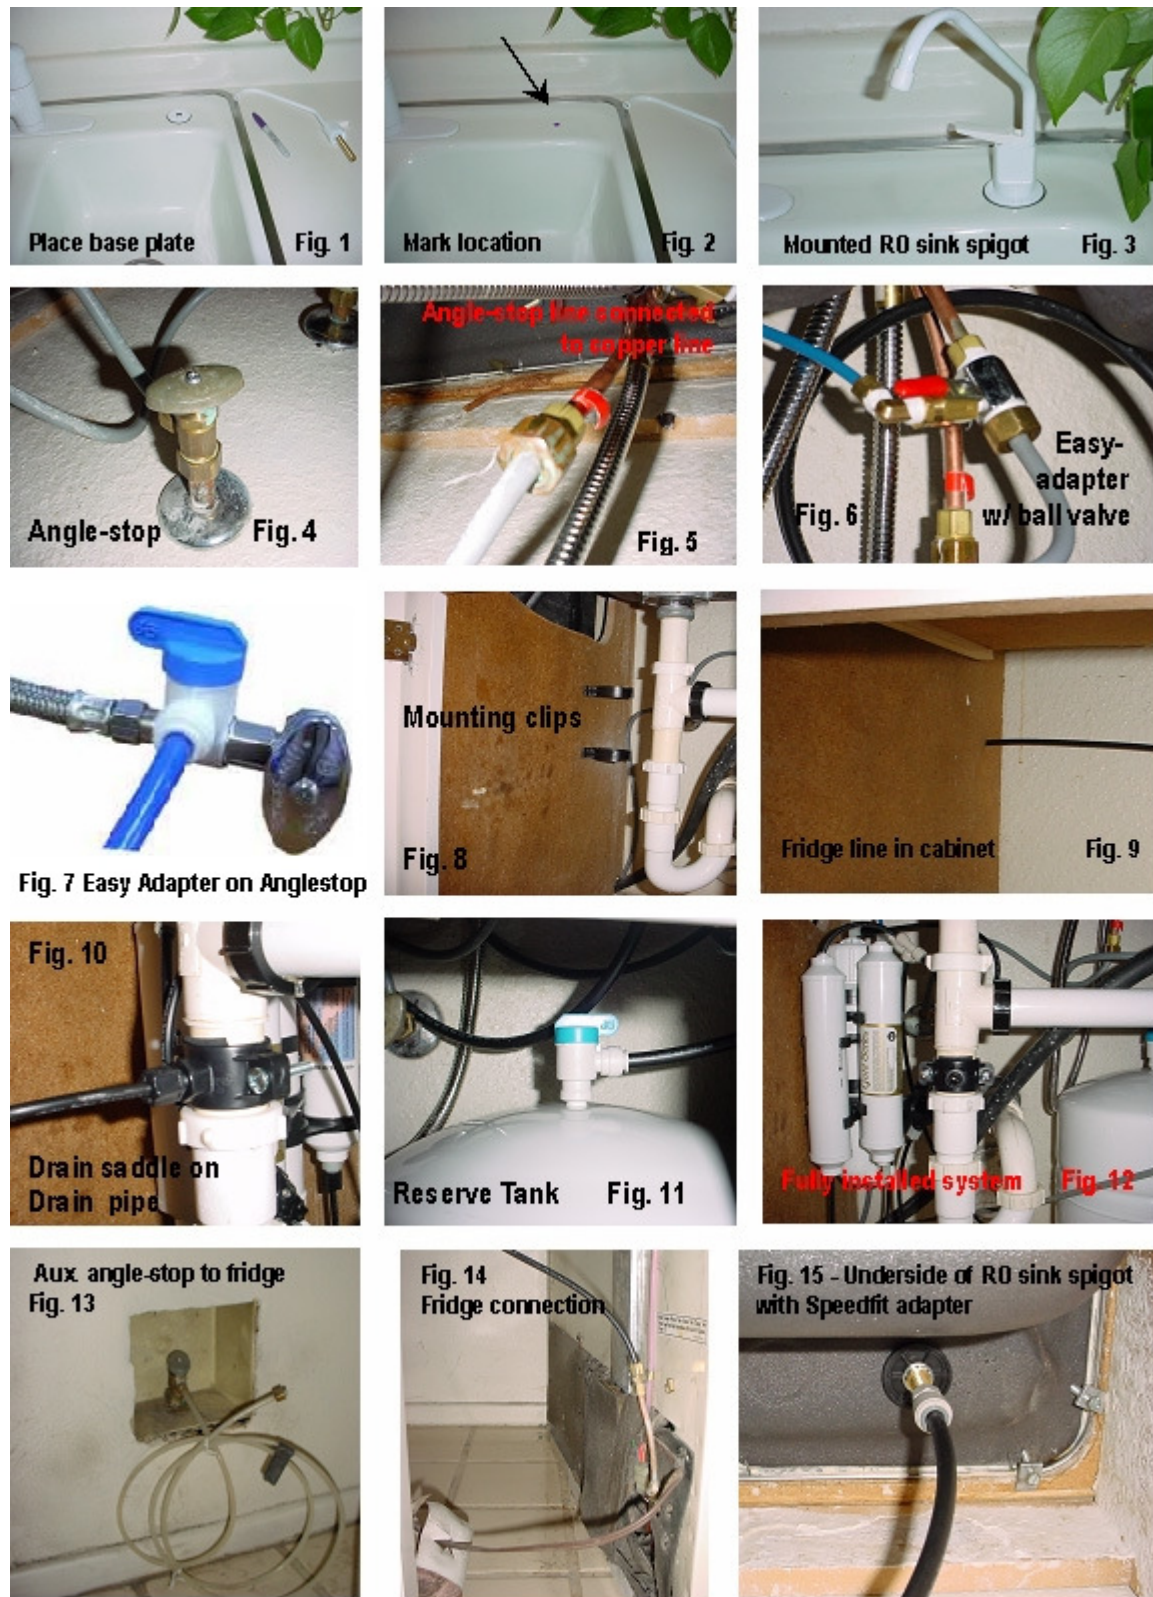 Place base plate
Fig. 1
Mark location
Fig. 2
Mounted RO sink spigot
Fig. 3
Angle-stop
Fig. 4
Angle-stop line connected
to copper line
Fig. 5
Easy-
adapter
w/ ball valve
Fig. 6
Fig. 7 Easy Adapter on Anglestop
Mounting clips
Fig. 8
Fridge line in cabinet
Fig. 9
Fig. 10
Drain saddle on
Drain pipe
Reserve Tank
Fig. 11
Fully installed system
Fig. 12
Aux. angle-stop to fridge
Fig. 13
Fig. 14
Fridge connection
Fig. 15 - Underside of RO sink spigot
with Speedfit adapter